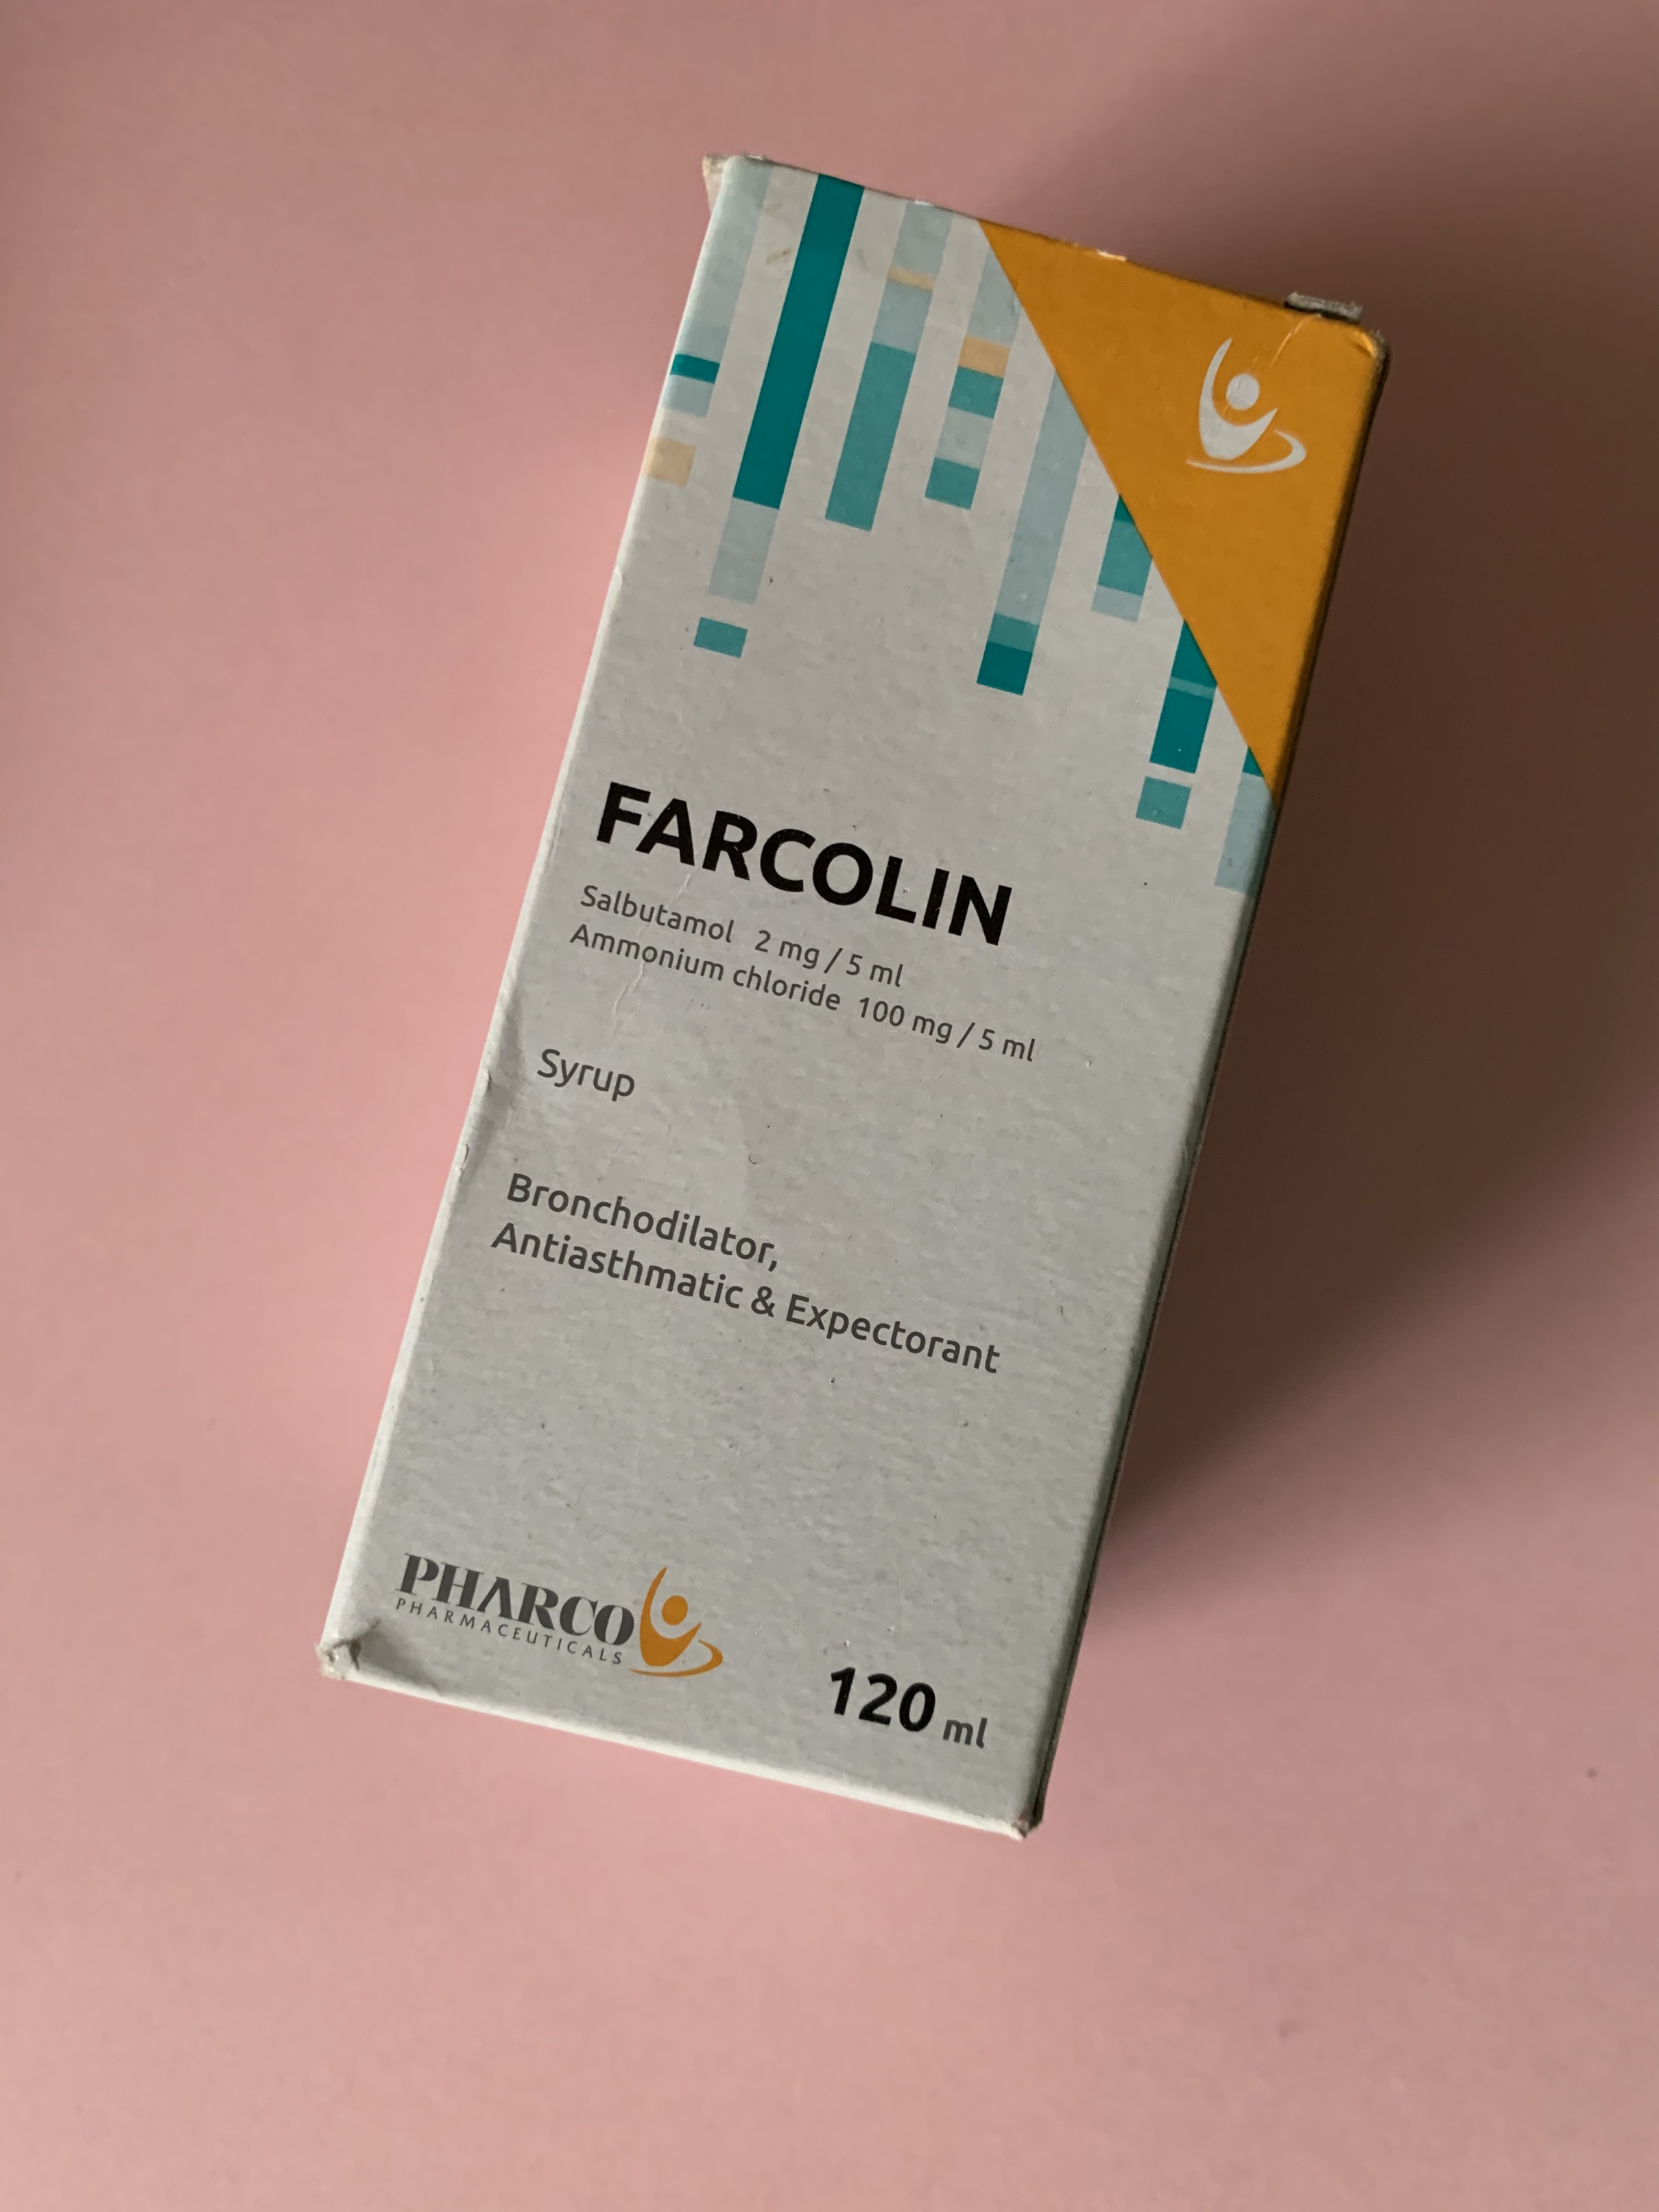 FARCOLIN
Salbutamol 2 mg / 5 ml
Ammonium chloride 100 mg / 5 ml
Syrup
Bronchodilator,
Antiasthmatic & Expectorant
PHARCO
PHARMACEUTICALS
120 ml